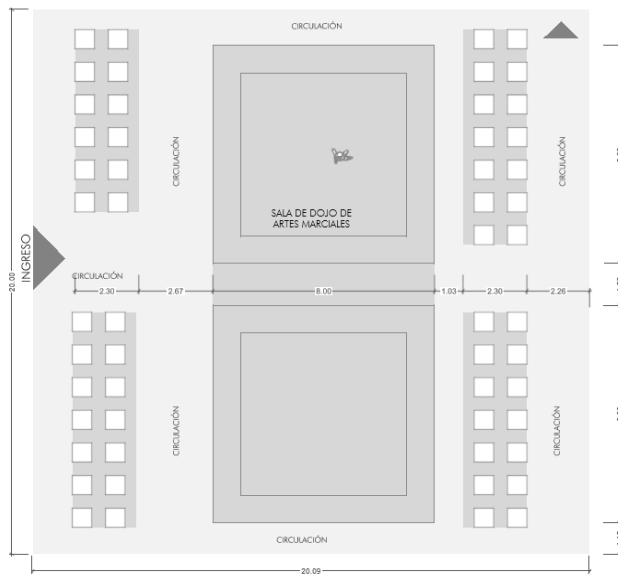 CIRCULACIÓN
CIRCULACIÓN
CIRCULACIÓN
SALA DE DOJO DE
ARTES MARCIALES
INGRESO
20.00
CIRCULACIÓN
2.30
2.67
8.00
1.03
2.30
2.26
CIRCULACIÓN
CIRCULACIÓN
CIRCULACIÓN
20.09